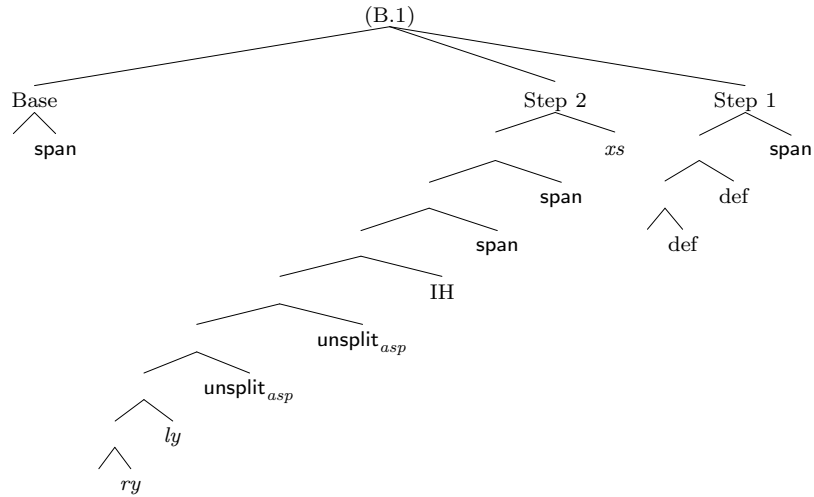 (B.1)
Base Step 2 Step 1
span xs span
span def
span def
IH
unsplit_asp
unsplit_asp
ly
ry